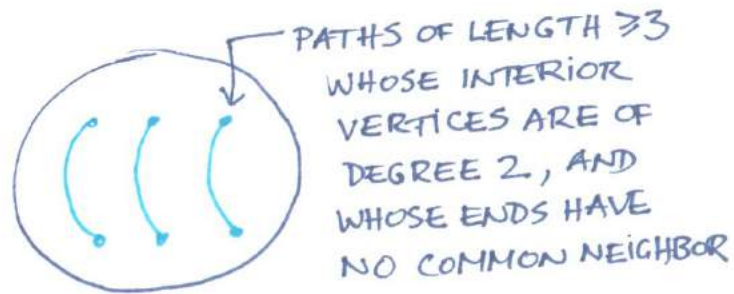 PATHS OF LENGTH ⩾3
WHOSE INTERIOR
VERTICES ARE OF
DEGREE 2, AND
WHOSE ENDS HAVE
NO COMMON NEIGHBOR